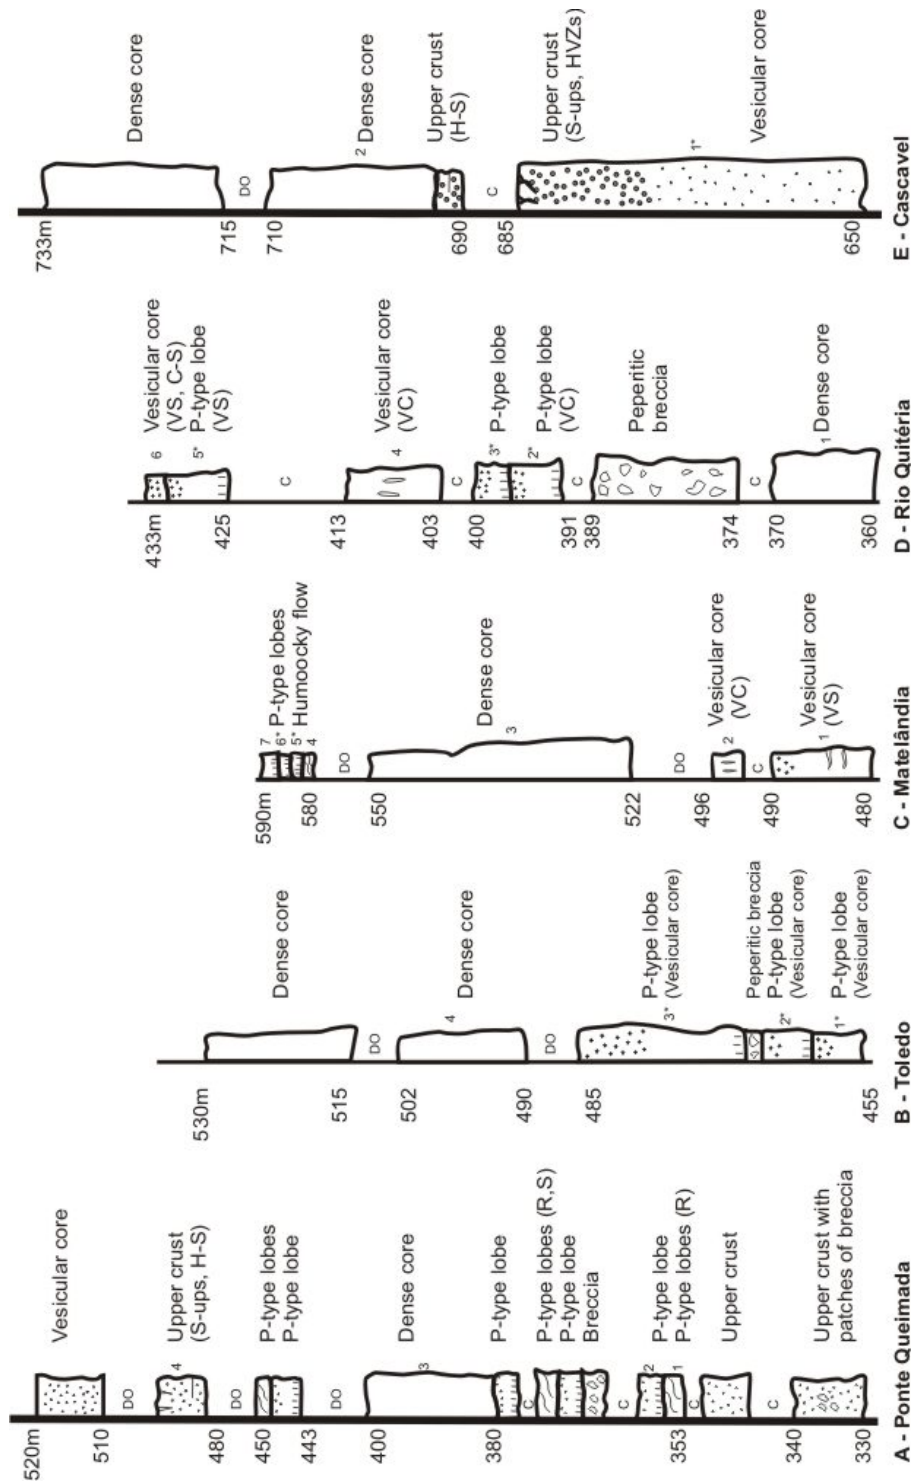 520m
Vesicular core
510
DO
Upper crust
(S-ups, H-S)
4
480
DO
450
P-type lobes
P-type lobe
443
DO
400
Dense core
3
380
P-type lobe
C
P-type lobes (R,S)
P-type lobe
Breccia
C
P-type lobe
2
P-type lobes (R)
1
353
C
Upper crust
C
340
Upper crust with
patches of breccia
330
A - Ponte Queimada
530m
Dense core
515
DO
502
Dense core
4
490
DO
485
P-type lobe
3* (Vesicular core)
Peperitic breccia
P-type lobe
2* (Vesicular core)
P-type lobe
1* (Vesicular core)
455
B - Toledo
590m
7
6* P-type lobes
5* Humoocky flow
4
580
DO
550
Dense core
3
522
DO
496
Vesicular core
2 (VC)
C
490
Vesicular core
1 (VS)
480
C - Matelândia
433m
Vesicular core
6 (VS, C-S)
P-type lobe
5* (VS)
425
C
413
Vesicular core
4 (VC)
403
C
400
3* P-type lobe
P-type lobe
2* (VC)
391
C
389
Peperitic
breccia
374
C
370
1 Dense core
360
D - Rio Quitéria
733m
Dense core
715
DO
710
2 Dense core
Upper crust
(H-S)
690
C
685
Upper crust
(S-ups, HVZs)
1*
Vesicular core
650
E - Cascavel